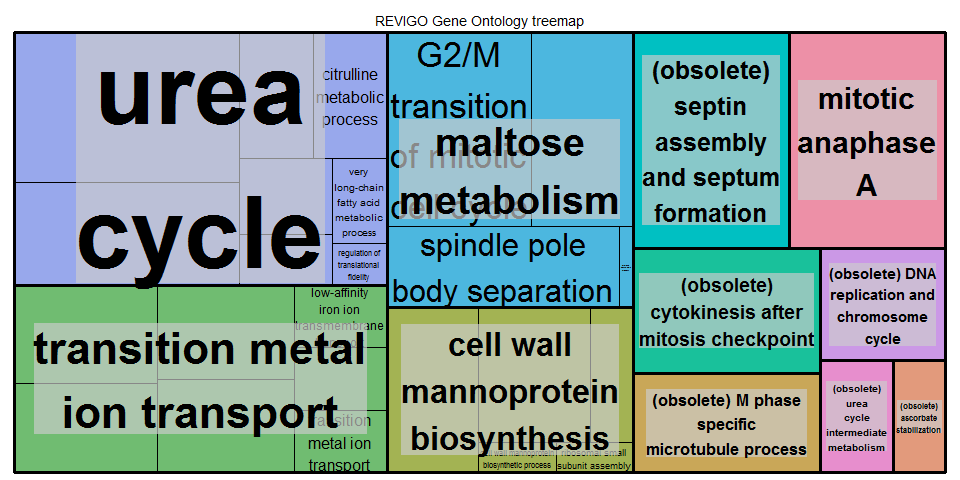 REVIGO Gene Ontology treemap
urea
cycle
citrulline
metabolic
process
very
long-chain
fatty acid
metabolic
process
regulation of
translational
fidelity
low-affinity
iron ion
transmembrane
transition metal
ion transport
transition
metal ion
transport
G2/M
transition
of mitotic
cell cycle
maltose
metabolism
spindle pole
body separation
cell wall
mannoprotein
biosynthesis
cell wall mannoprotein
biosynthetic process
ribosomal small
subunit assembly
(obsolete)
septin
assembly
and septum
formation
mitotic
anaphase
A
(obsolete)
cytokinesis after
mitosis checkpoint
(obsolete) DNA
replication and
chromosome
cycle
(obsolete) M phase
specific
microtubule process
(obsolete)
urea
cycle
intermediate
metabolism
(obsolete)
ascorbate
stabilization